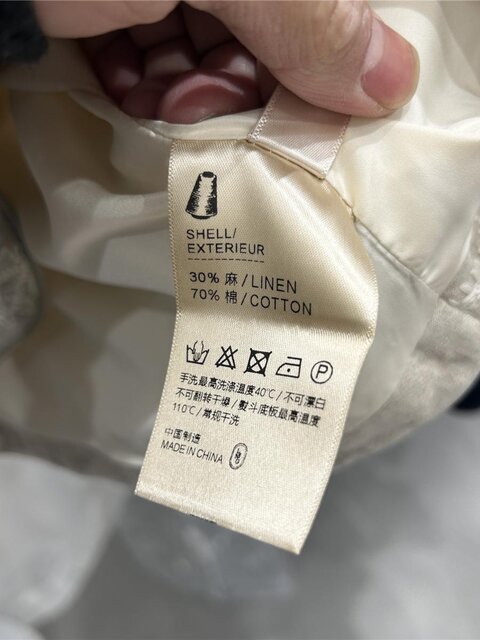 SHELL/
EXTERIEUR
30% 麻/LINEN
70% 棉/COTTON
P
手洗最高洗涤温度40℃/不可漂白
不可翻转干燥/熨斗底板最高温度
110℃/常规干洗
中国制造
MADE IN CHINA